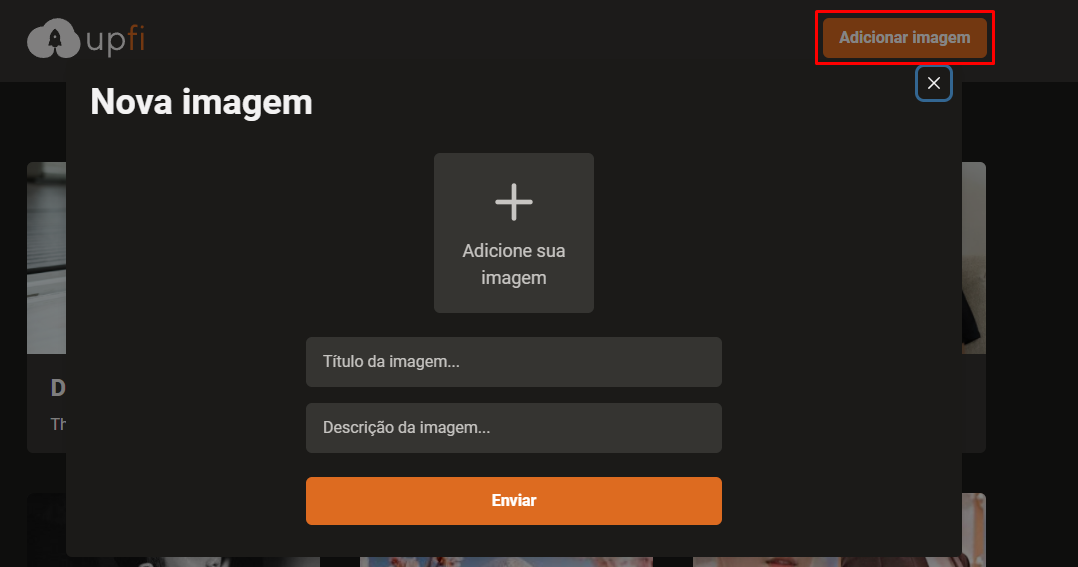 upfi
Adicionar imagem
Nova imagem
Adicione sua
imagem
Título da imagem...
D
Th
Descrição da imagem...
Enviar